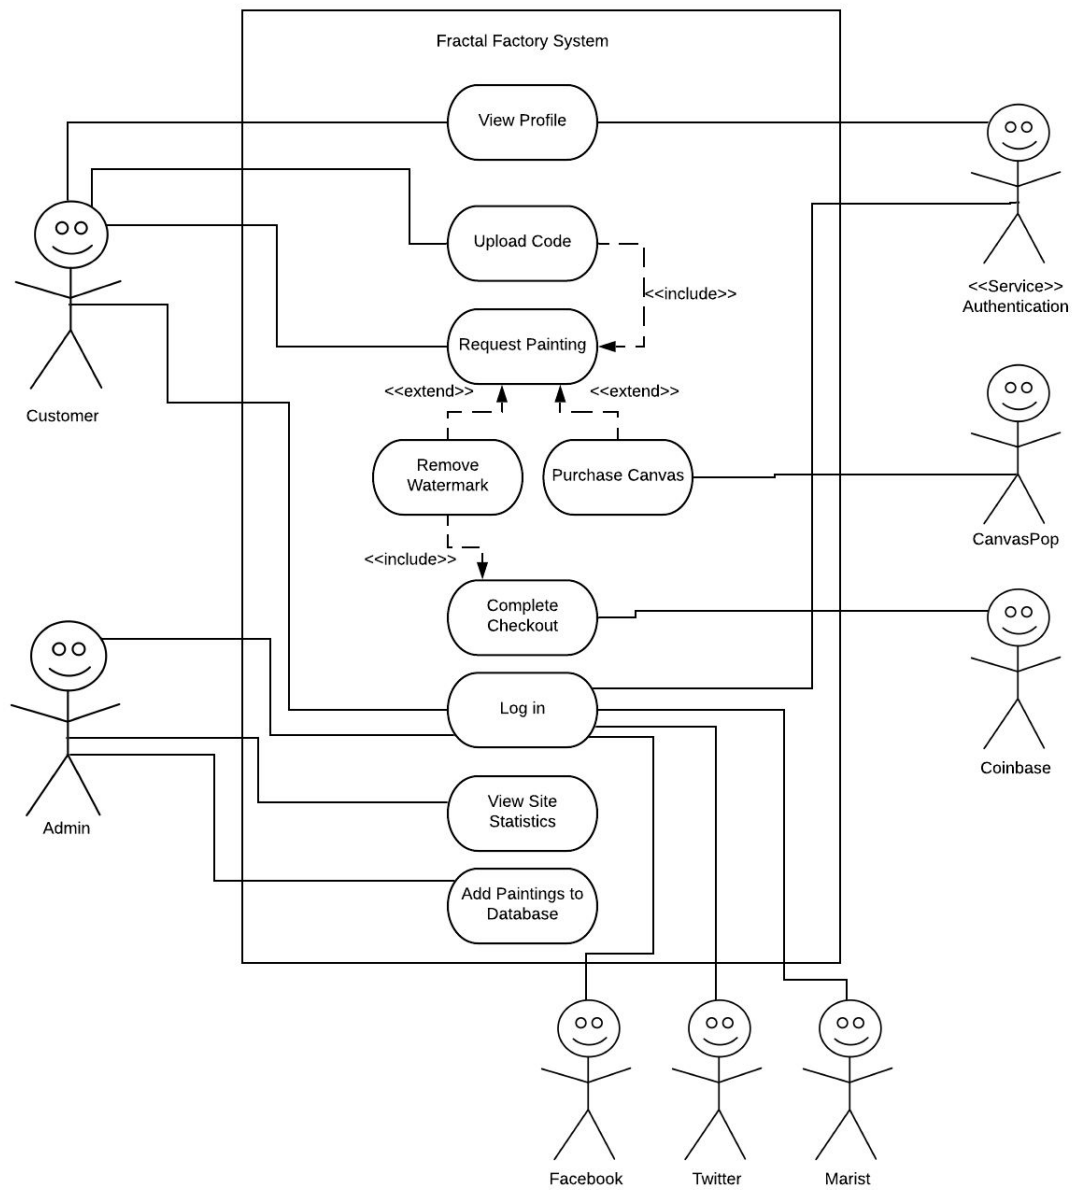 Fractal Factory System
View Profile
Upload Code
<<include>>
<<Service>>
Authentication
Request Painting
<<extend>>
<<extend>>
Customer
Remove
Watermark
Purchase Canvas
CanvasPop
<<include>>
Complete
Checkout
Log in
Coinbase
View Site
Statistics
Admin
Add Paintings to
Database
Facebook
Twitter
Marist